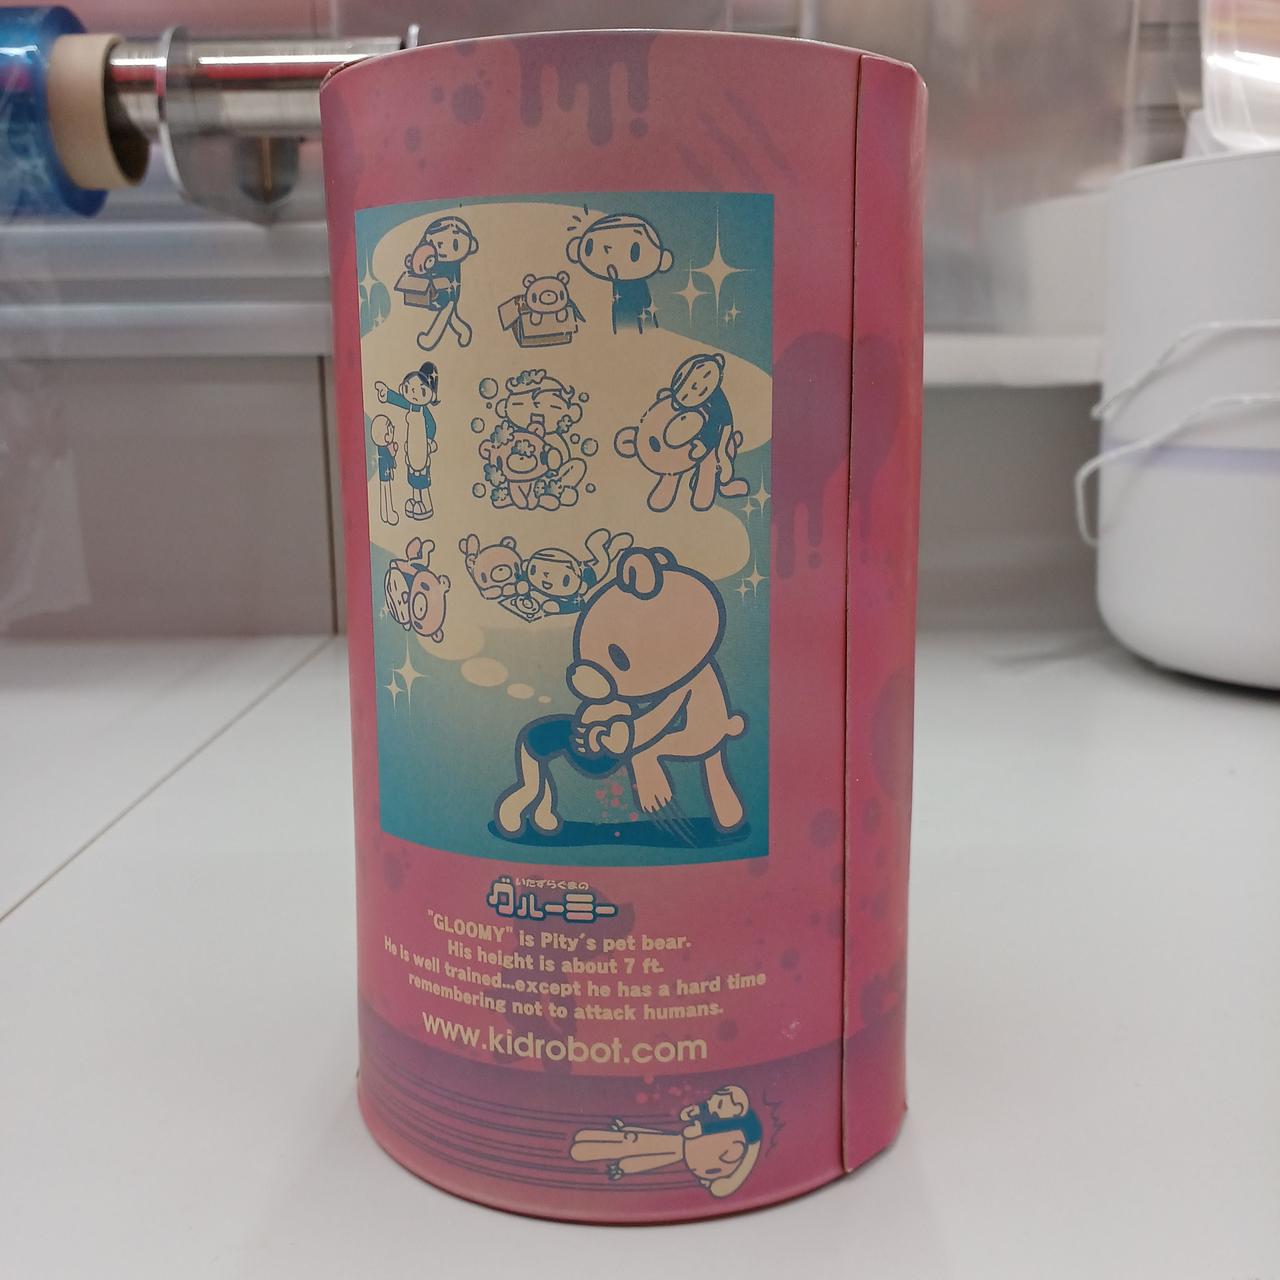 いたずらぐまの
グルーミー
"GLOOMY" is Pity's pet bear.
His height is about 7 ft.
He is well trained...except he has a hard time
remembering not to attack humans.
www.kidrobot.com